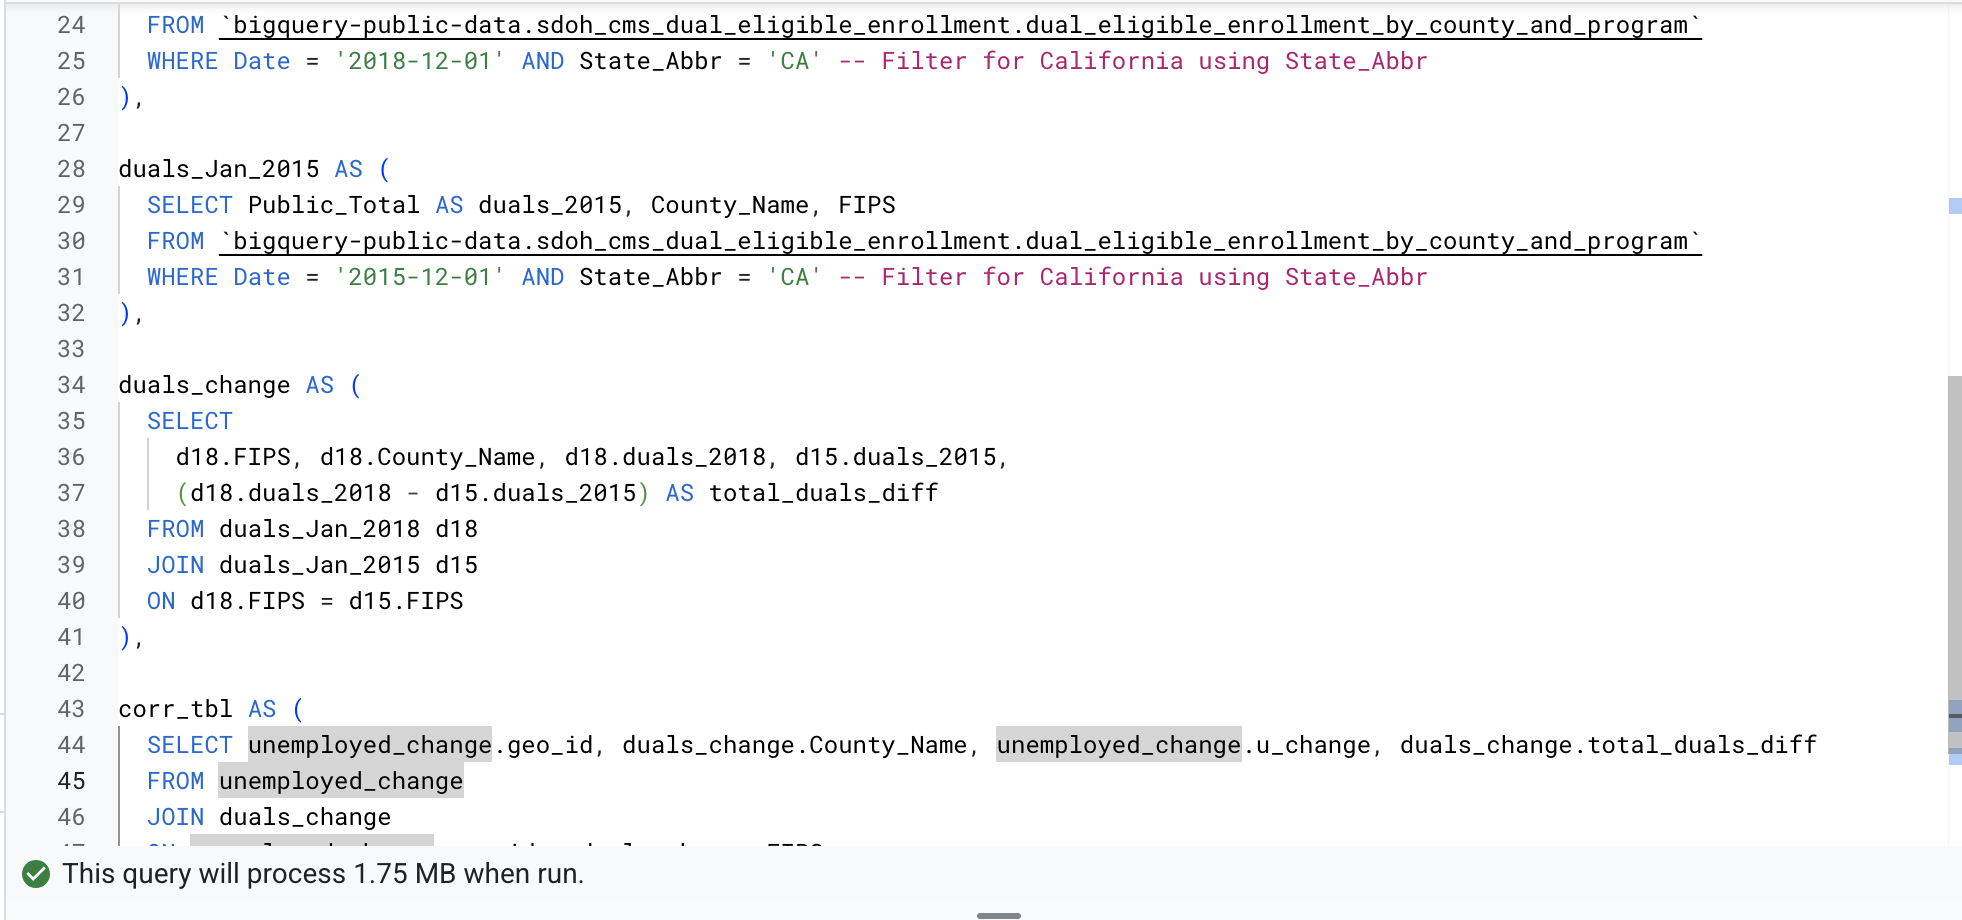 24 FROM `bigquery-public-data.sdoh_cms_dual_eligible_enrollment.dual_eligible_enrollment_by_county_and_program`
25 WHERE Date = '2018-12-01' AND State_Abbr = 'CA' -- Filter for California using State_Abbr
26 ),
27
28 duals_Jan_2015 AS (
29 SELECT Public_Total AS duals_2015, County_Name, FIPS
30 FROM `bigquery-public-data.sdoh_cms_dual_eligible_enrollment.dual_eligible_enrollment_by_county_and_program`
31 WHERE Date = '2015-12-01' AND State_Abbr = 'CA' -- Filter for California using State_Abbr
32 ),
33
34 duals_change AS (
35 SELECT
36 d18.FIPS, d18.County_Name, d18.duals_2018, d15.duals_2015,
37 (d18.duals_2018 - d15.duals_2015) AS total_duals_diff
38 FROM duals_Jan_2018 d18
39 JOIN duals_Jan_2015 d15
40 ON d18.FIPS = d15.FIPS
41 ),
42
43 corr_tbl AS (
44 SELECT unemployed_change.geo_id, duals_change.County_Name, unemployed_change.u_change, duals_change.total_duals_diff
45 FROM unemployed_change
46 JOIN duals_change
This query will process 1.75 MB when run.